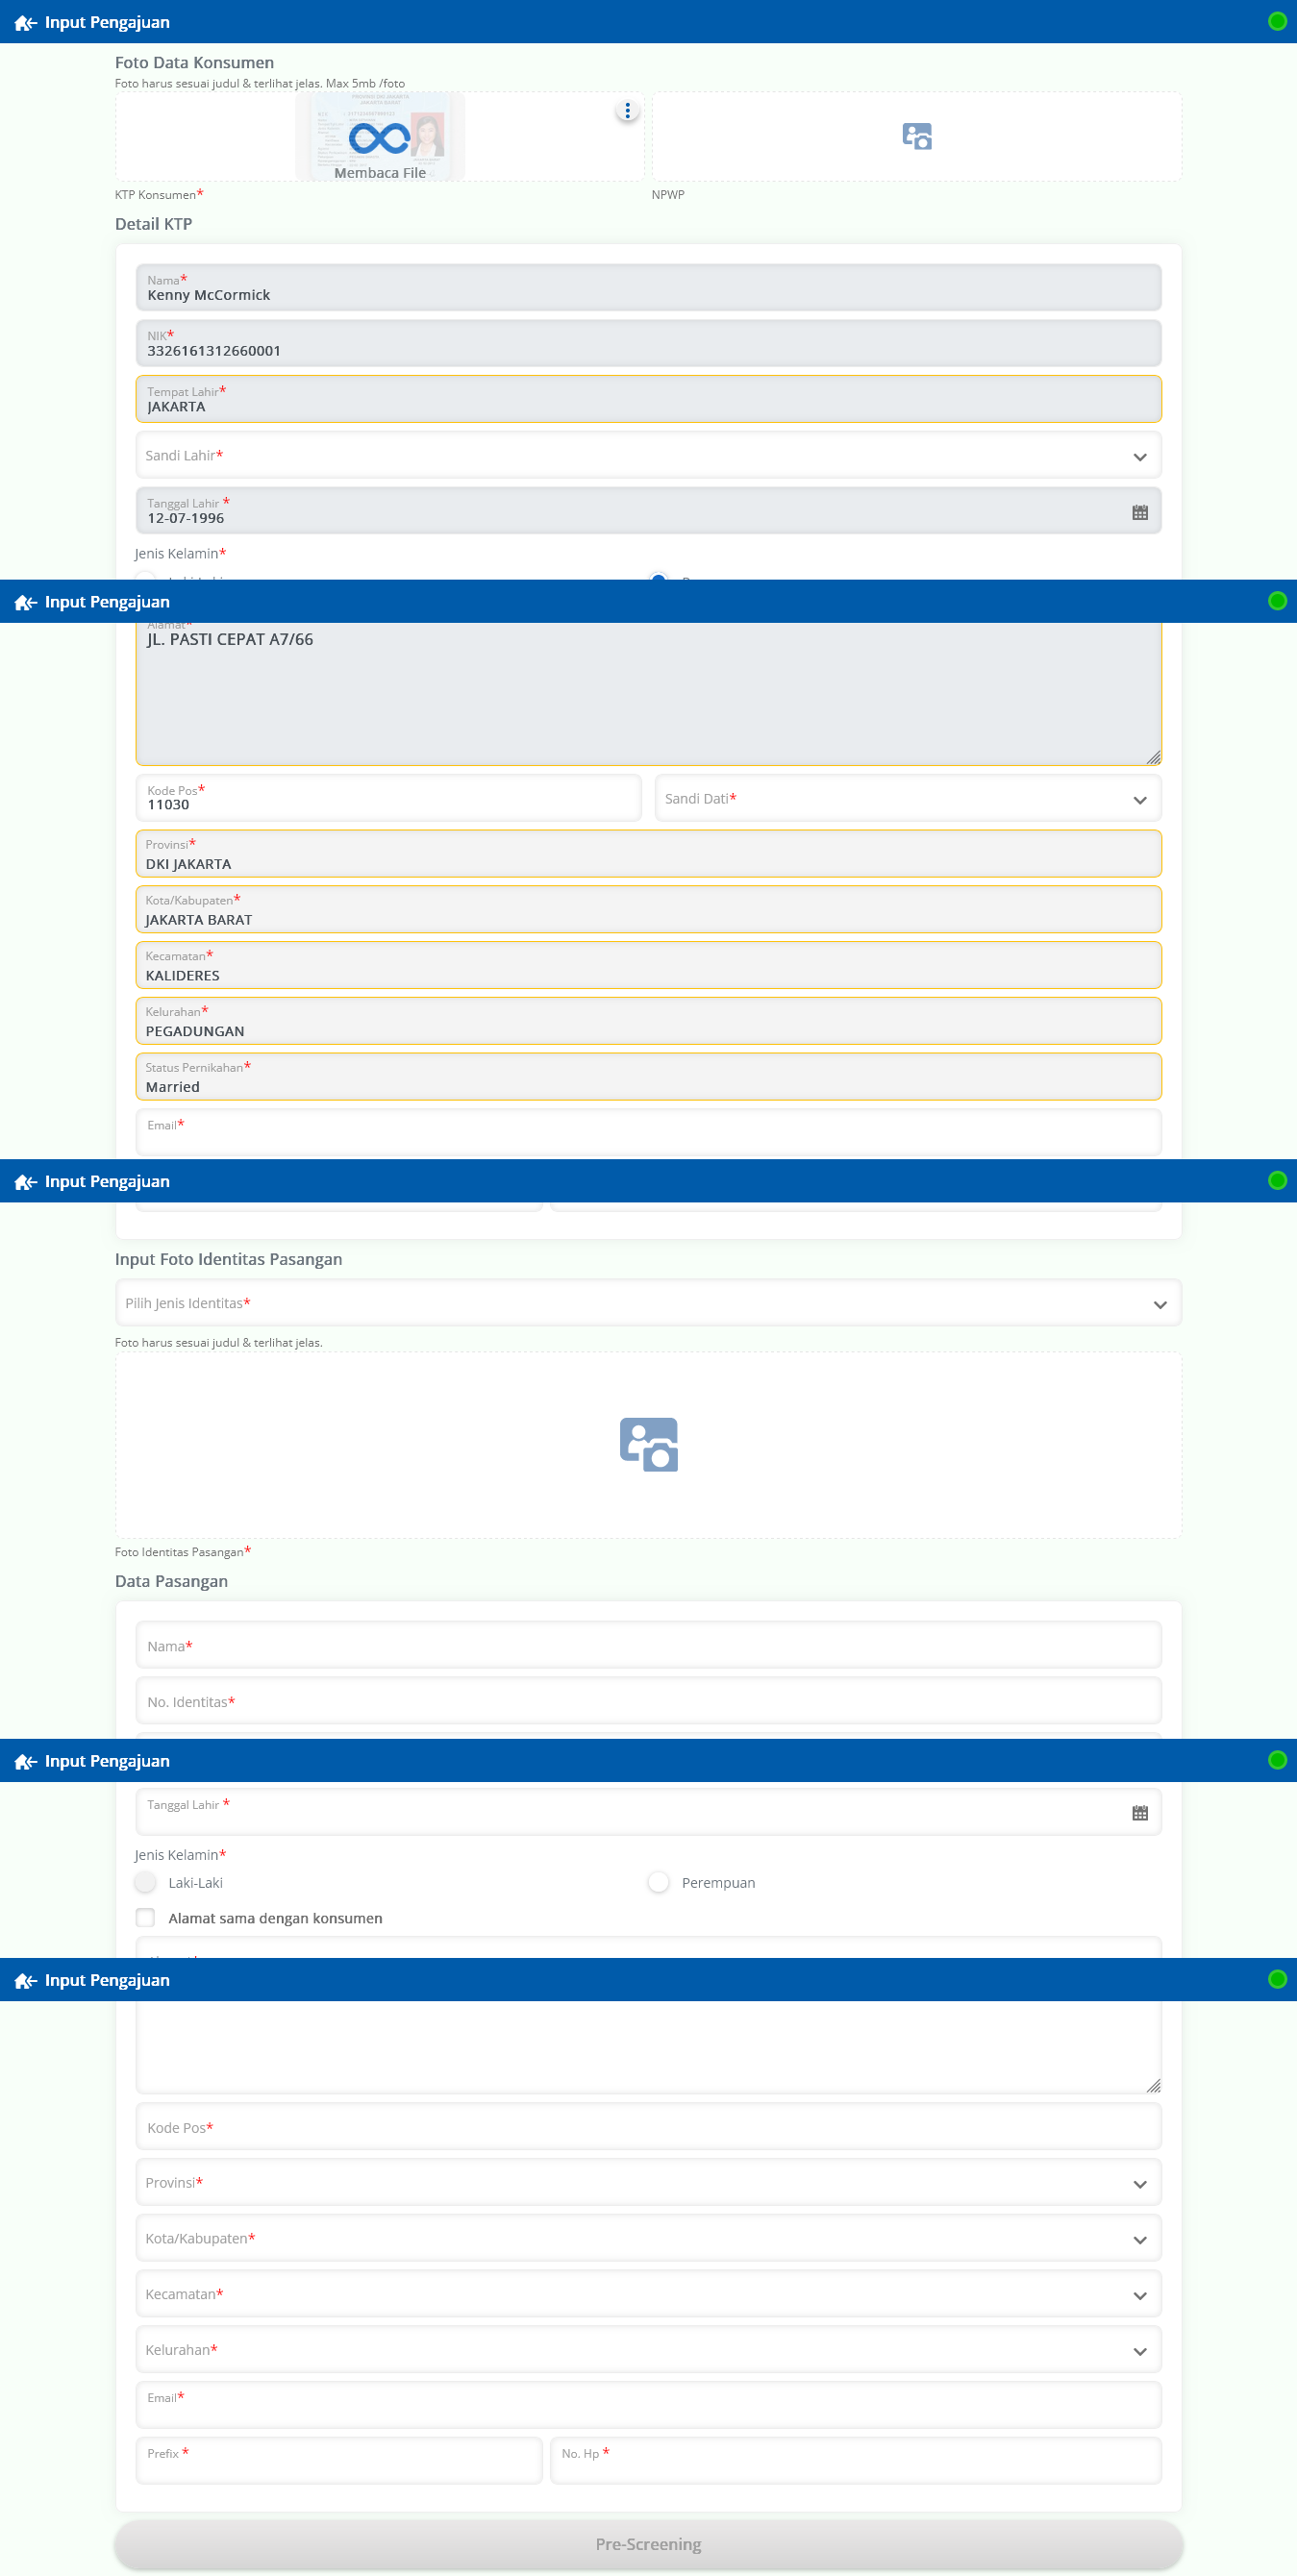 Input Pengajuan
Foto Data Konsumen
Foto harus sesuai judul & terlihat jelas. Max 5mb /foto
PROVINSI DKI JAKARTA
JAKARTA BARAT
Membaca File
KTP Konsumen*
NPWP
Detail KTP
Nama*
Kenny McCormick
NIK*
3326161312660001
Tempat Lahir*
JAKARTA
Sandi Lahir*
Tanggal Lahir *
12-07-1996
Jenis Kelamin*
Input Pengajuan
Alamat*
JL. PASTI CEPAT A7/66
Kode Pos*
11030
Sandi Dati*
Provinsi*
DKI JAKARTA
Kota/Kabupaten*
JAKARTA BARAT
Kecamatan*
KALIDERES
Kelurahan*
PEGADUNGAN
Status Pernikahan*
Married
Email*
Input Pengajuan
Input Foto Identitas Pasangan
Pilih Jenis Identitas*
Foto harus sesuai judul & terlihat jelas.
Foto Identitas Pasangan*
Data Pasangan
Nama*
No. Identitas*
Input Pengajuan
Tanggal Lahir *
Jenis Kelamin*
Laki-Laki
Perempuan
Alamat sama dengan konsumen
Input Pengajuan
Kode Pos*
Provinsi*
Kota/Kabupaten*
Kecamatan*
Kelurahan*
Email*
Prefix *
No. Hp *
Pre-Screening